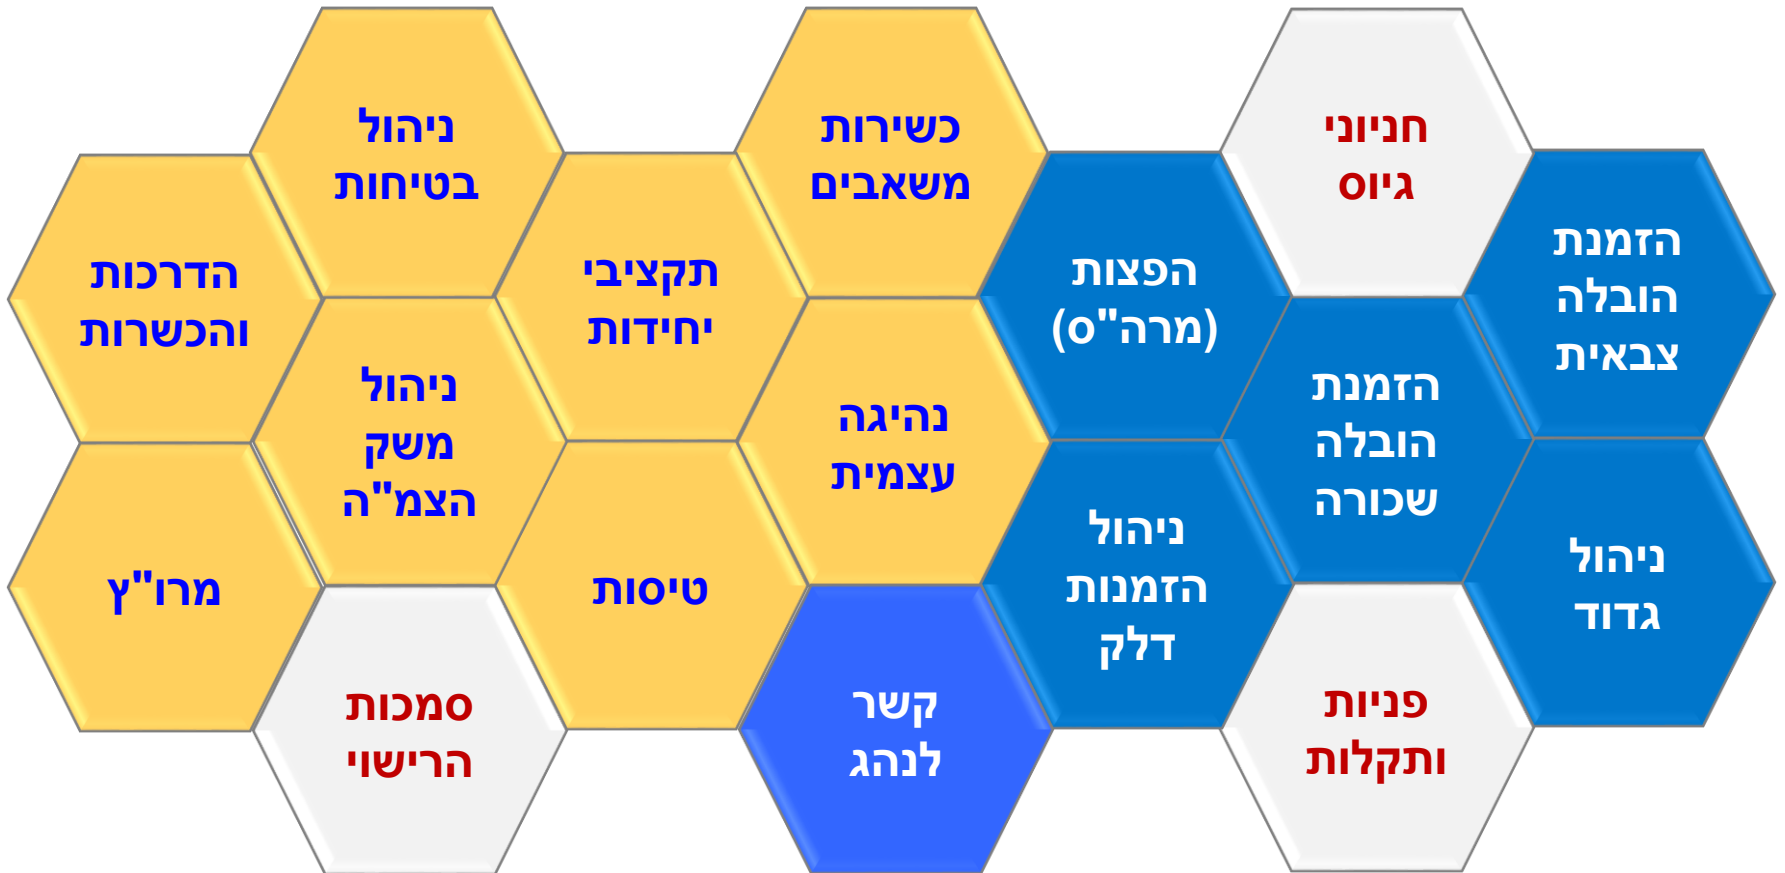 חניוני
גיוס
הזמנת
הובלה
צבאית
כשירות
משאבים
הפצות
(מרה"ס)
הזמנת
הובלה
שכורה
ניהול
גדוד
ניהול
בטיחות
תקציבי
יחידות
נהיגה
עצמית
ניהול
הזמנות
דלק
פניות
ותקלות
הדרכות
והכשרות
ניהול
משק
הצמ"ה
טיסות
קשר
לנהג
מרו"ץ
סמכות
הרישוי